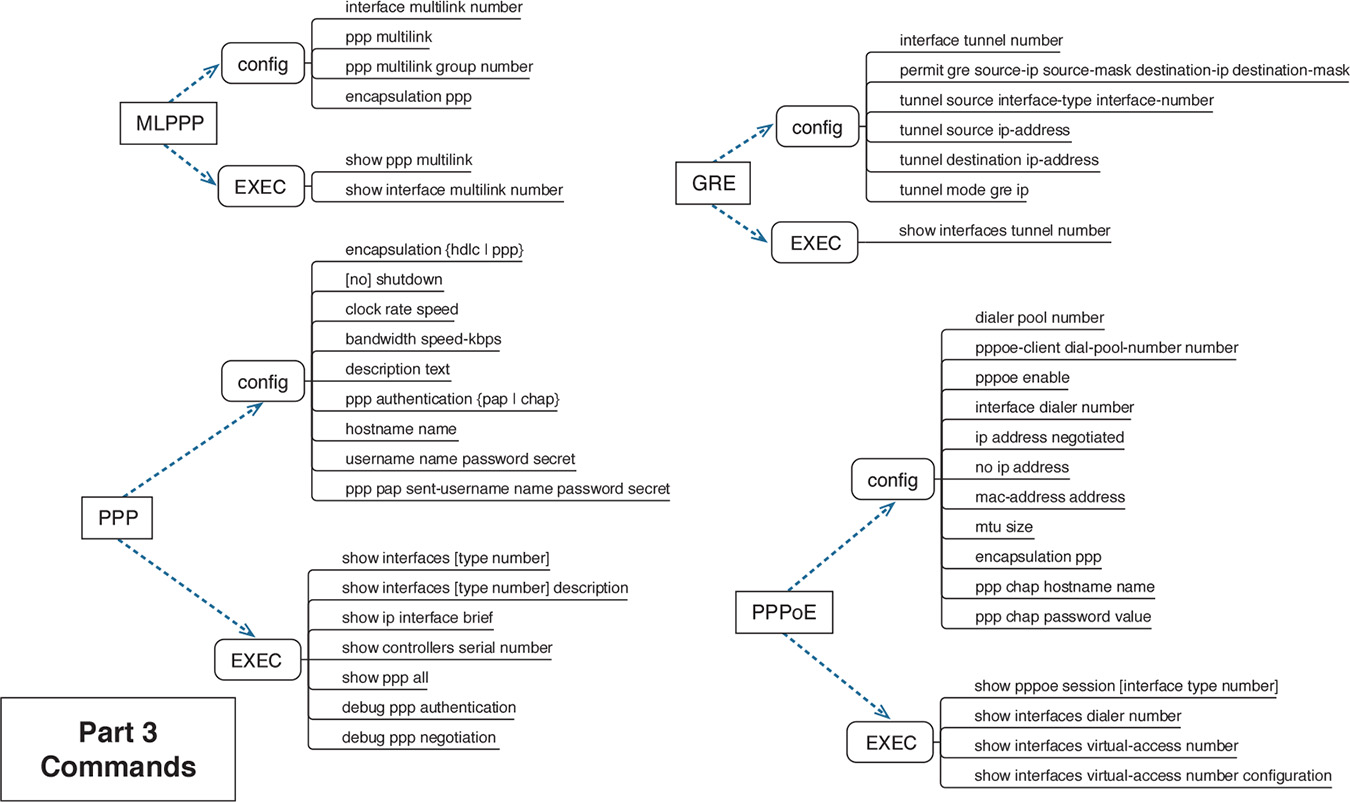 MLPPP
config
interface multilink number
ppp multilink
ppp multilink group number
encapsulation ppp
EXEC
show ppp multilink
show interface multilink number
PPP
config
encapsulation {hdlc | ppp}
[no] shutdown
clock rate speed
bandwidth speed-kbps
description text
ppp authentication {pap | chap}
hostname name
username name password secret
ppp pap sent-username name password secret
EXEC
show interfaces [type number]
show interfaces [type number] description
show ip interface brief
show controllers serial number
show ppp all
debug ppp authentication
debug ppp negotiation
Part 3
Commands
GRE
config
interface tunnel number
permit gre source-ip source-mask destination-ip destination-mask
tunnel source interface-type interface-number
tunnel source ip-address
tunnel destination ip-address
tunnel mode gre ip
EXEC
show interfaces tunnel number
PPPoE
config
dialer pool number
pppoe-client dial-pool-number number
pppoe enable
interface dialer number
ip address negotiated
no ip address
mac-address address
mtu size
encapsulation ppp
ppp chap hostname name
ppp chap password value
EXEC
show pppoe session [interface type number]
show interfaces dialer number
show interfaces virtual-access number
show interfaces virtual-access number configuration